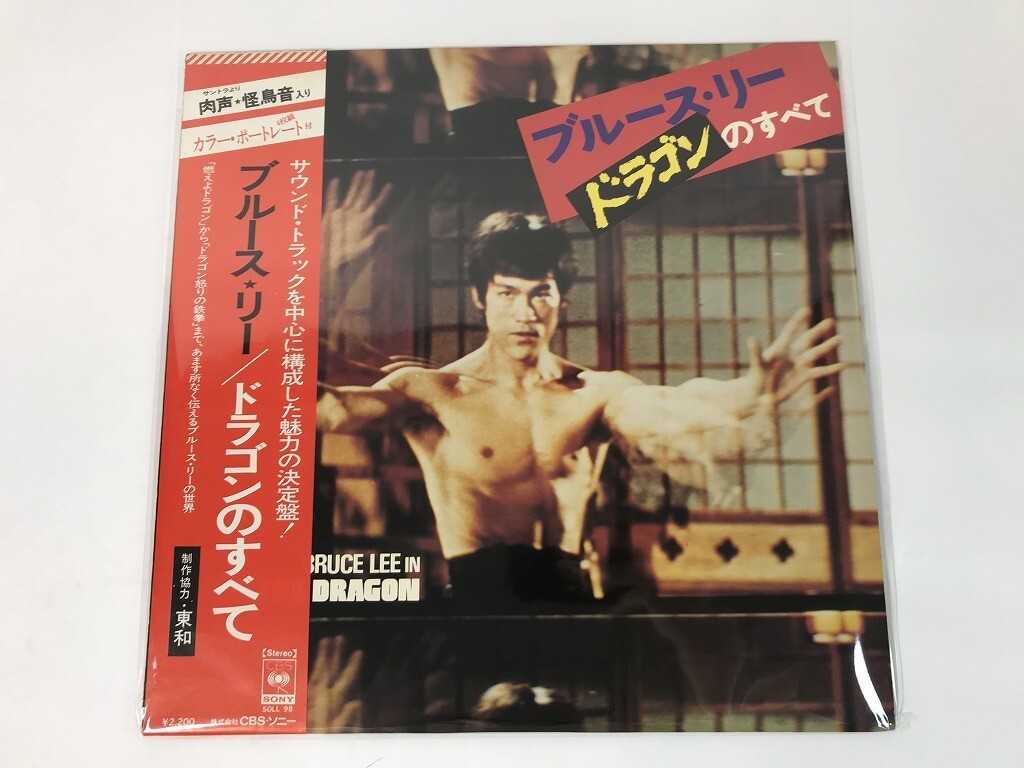 サントラより
肉声★怪鳥音入り
4枚組
カラー・ポートレート付
サウンド・トラックを中心に構成した魅力の決定盤！
ブルース★リー／ドラゴンのすべて
「燃えよドラゴン」から「ドラゴン怒りの鉄拳」まで、あます所なく伝えるブルース・リーの世界
制作協力・東和
【Stereo】
CBS
SONY
SOLL 98
¥2,200 株式会社CBS・ソニー
ブルース・リー
ドラゴンのすべて
BRUCE LEE IN
DRAGON